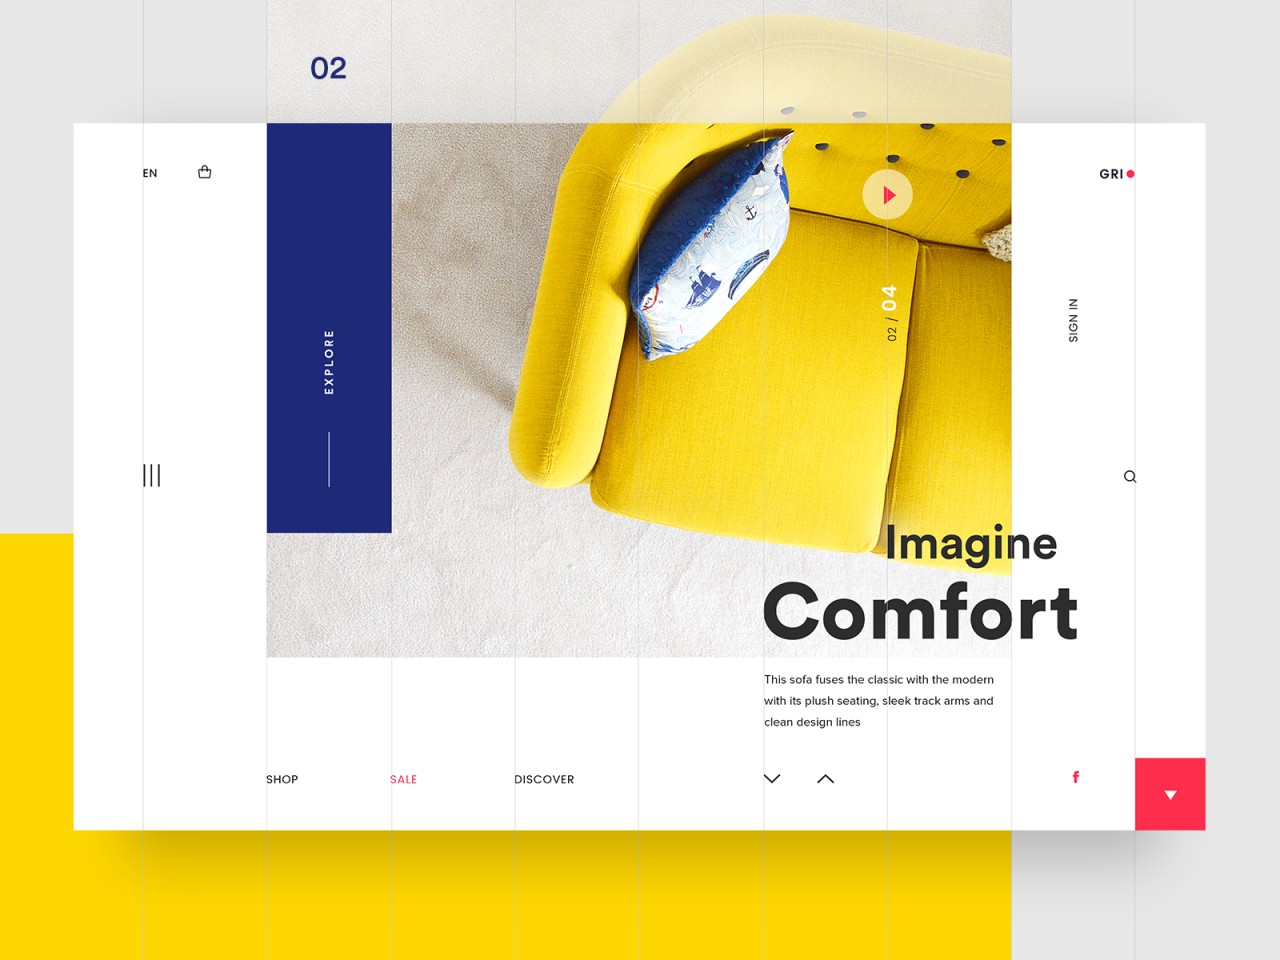 02
EN
GRI
EXPLORE
02 / 04
SIGN IN
Imagine
Comfort
This sofa fuses the classic with the modern
with its plush seating, sleek track arms and
clean design lines
SHOP
SALE
DISCOVER
f